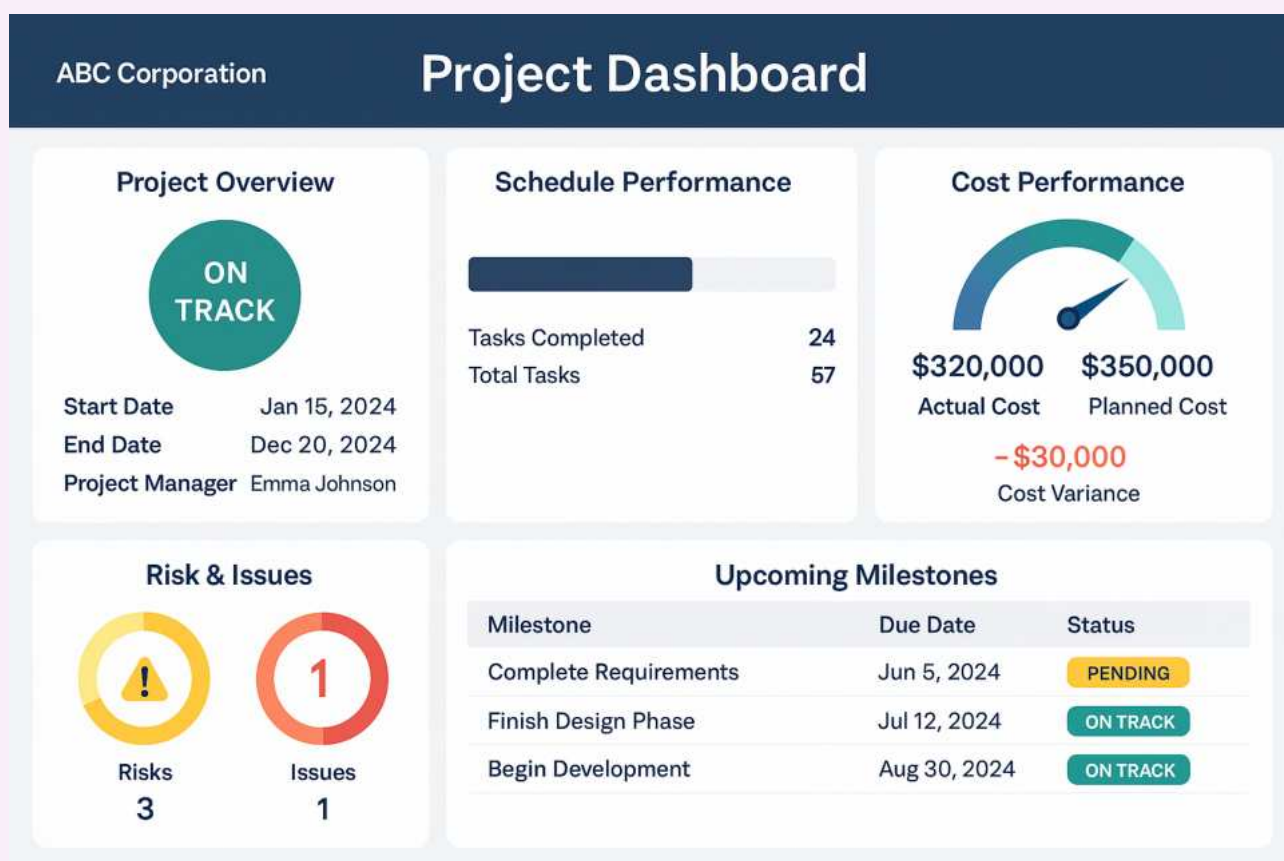 ABC Corporation
Project Dashboard
Project Overview
ON
TRACK
Start Date Jan 15, 2024
End Date Dec 20, 2024
Project Manager Emma Johnson
Schedule Performance
Tasks Completed 24
Total Tasks 57
Cost Performance
$320,000 $350,000
Actual Cost Planned Cost
-$30,000
Cost Variance
Risk & Issues
!
1
Risks Issues
3 1
Upcoming Milestones
Milestone Due Date Status
Complete Requirements Jun 5, 2024 PENDING
Finish Design Phase Jul 12, 2024 ON TRACK
Begin Development Aug 30, 2024 ON TRACK